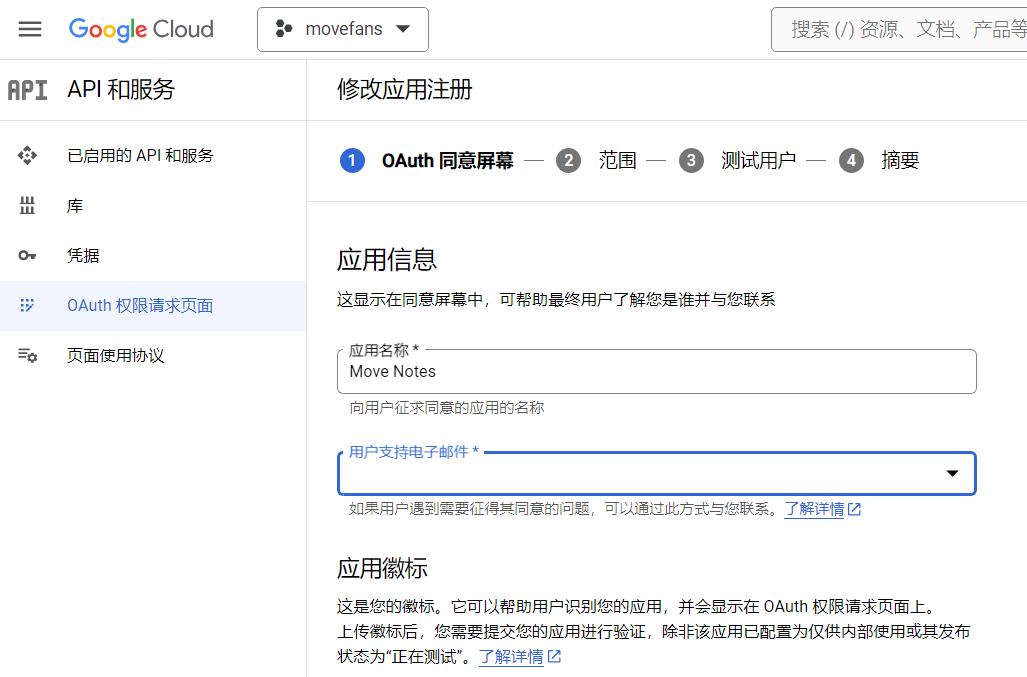 Google Cloud
movefans
搜索 (/) 资源、文档、产品等
API
API 和服务
修改应用注册
已启用的 API 和服务
库
凭据
OAuth 权限请求页面
页面使用协议
1 OAuth 同意屏幕 — 2 范围 — 3 测试用户 — 4 摘要
应用信息
这显示在同意屏幕中，可帮助最终用户了解您是谁并与您联系
应用名称 *
Move Notes
向用户征求同意的应用的名称
用户支持电子邮件 *
如果用户遇到需要征得其同意的问题，可以通过此方式与您联系。了解详情
应用徽标
这是您的徽标。它可以帮助用户识别您的应用，并会显示在 OAuth 权限请求页面上。
上传徽标后，您需要提交您的应用进行验证，除非该应用已配置为仅供内部使用或其发布
状态为“正在测试”。了解详情